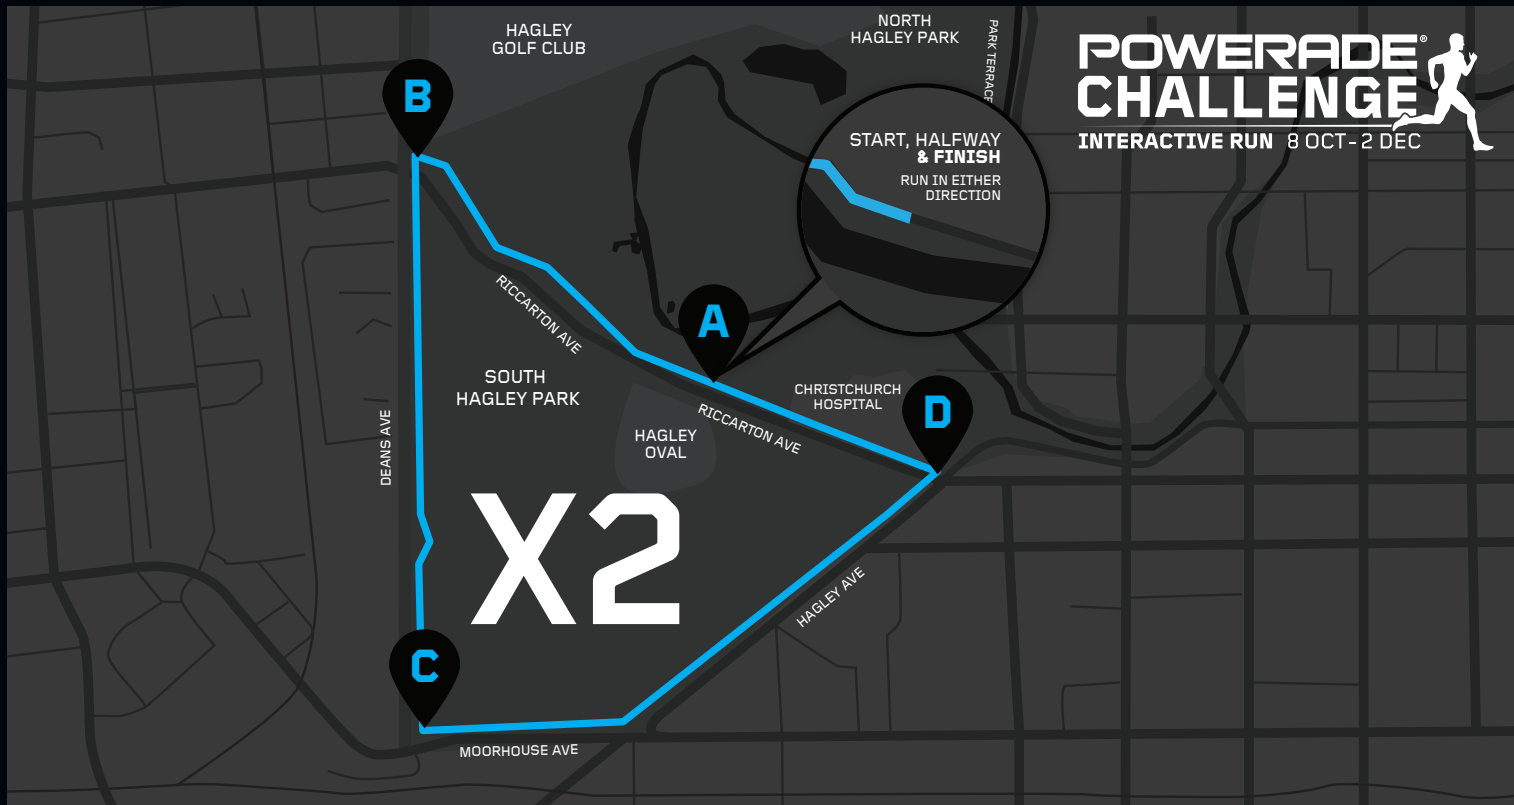 HAGLEY
GOLF CLUB
NORTH
HAGLEY PARK
PARK TERRACE
POWERADE®
CHALLENGE
INTERACTIVE RUN 8 OCT - 2 DEC
B
START, HALFWAY
& FINISH
RUN IN EITHER
DIRECTION
RICCARTON AVE
A
SOUTH
HAGLEY PARK
CHRISTCHURCH
HOSPITAL
D
DEANS AVE
HAGLEY
OVAL
RICCARTON AVE
X2
HAGLEY AVE
C
MOORHOUSE AVE